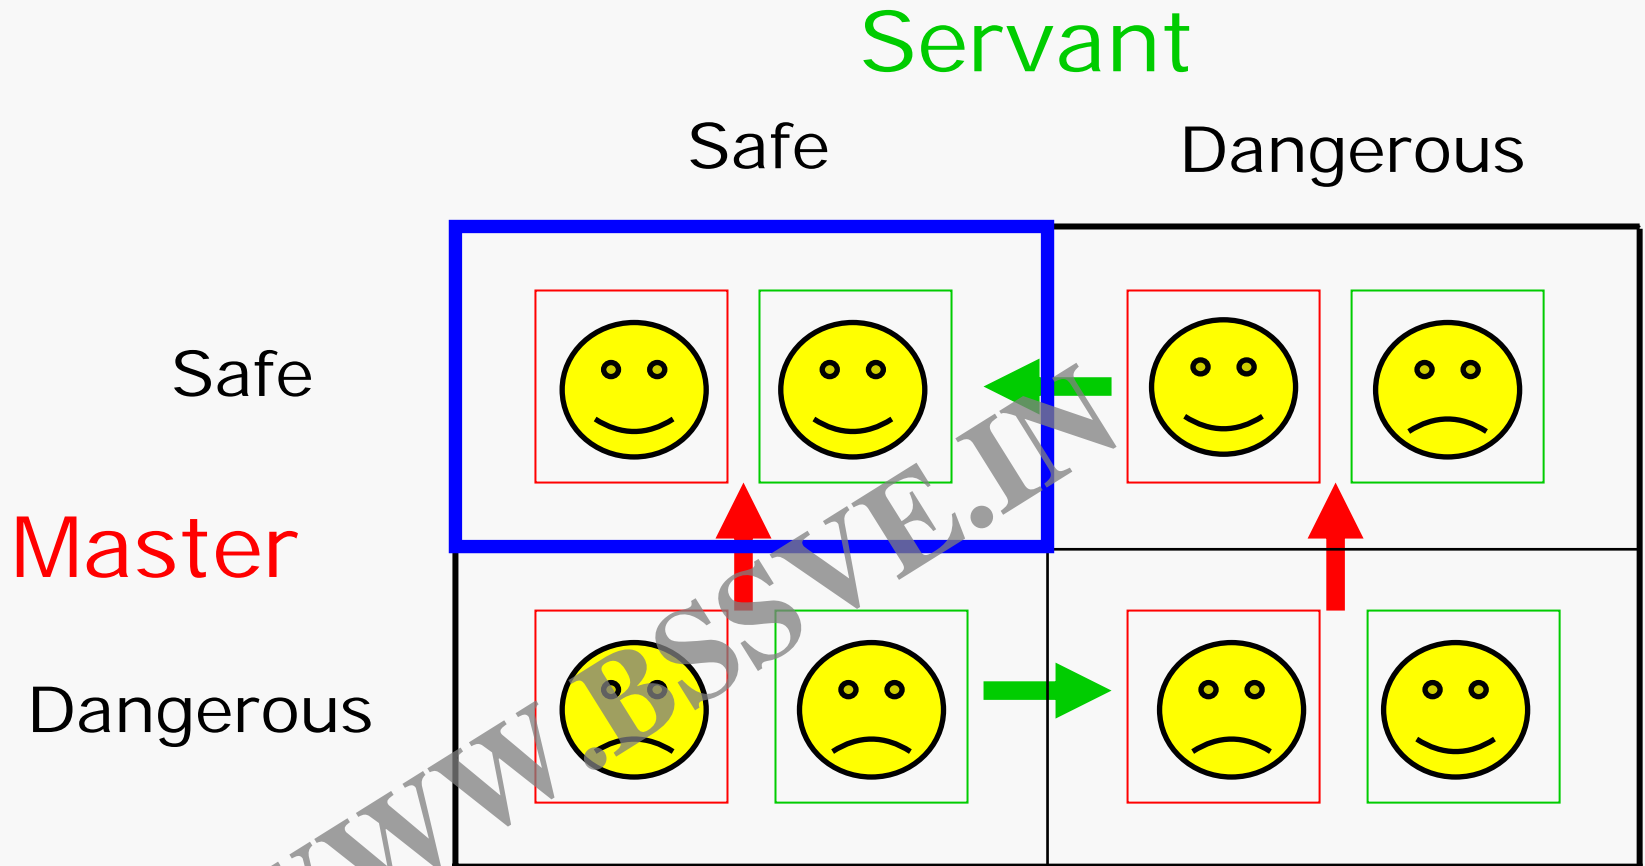 Servant
Safe Dangerous
Safe
Master
Dangerous
WWW.BSSVE.IN